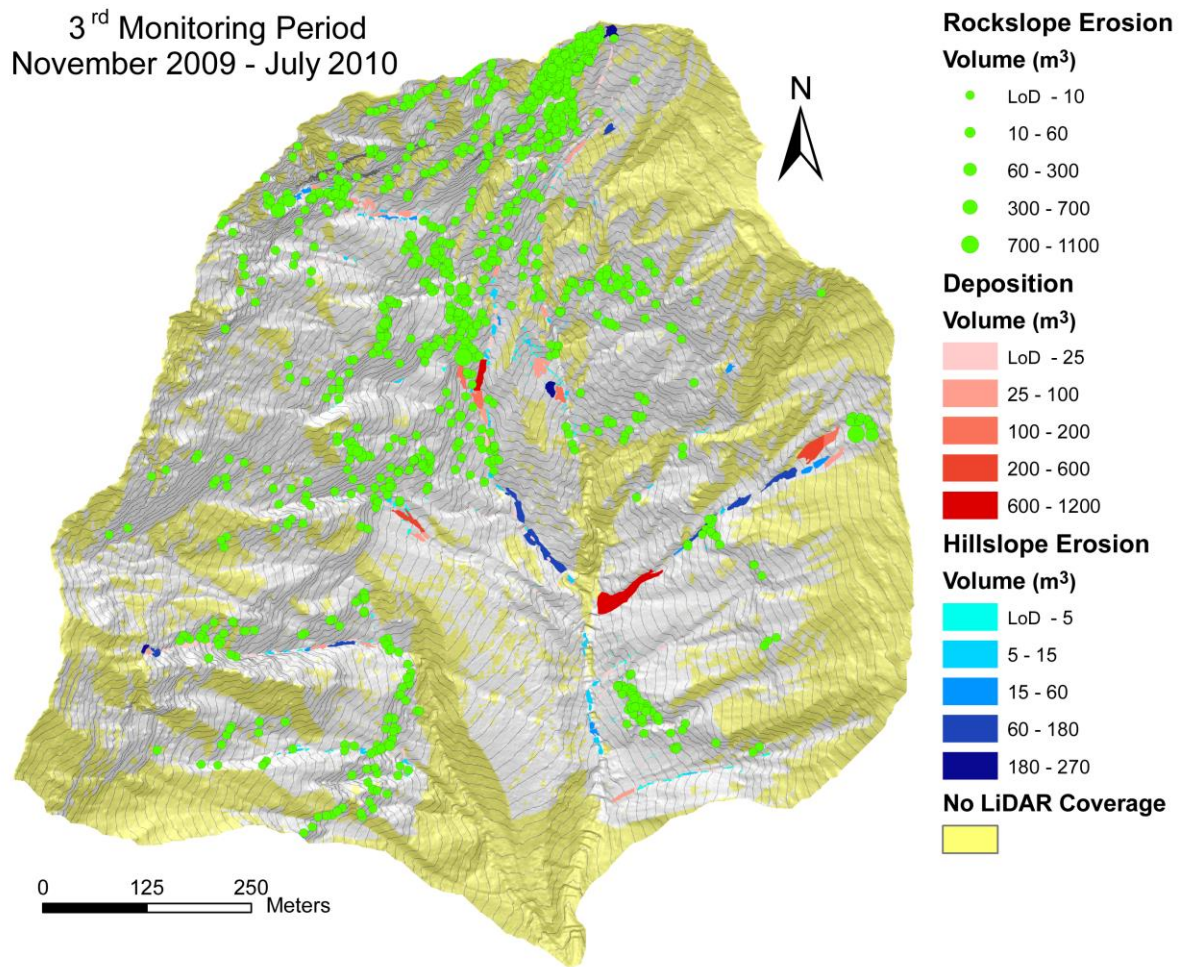 3 rd Monitoring Period
November 2009 - July 2010
N
0 125 250
Meters
Rockslope Erosion
Volume (m³)
LoD - 10
10 - 60
60 - 300
300 - 700
700 - 1100
Deposition
Volume (m³)
LoD - 25
25 - 100
100 - 200
200 - 600
600 - 1200
Hillslope Erosion
Volume (m³)
LoD - 5
5 - 15
15 - 60
60 - 180
180 - 270
No LiDAR Coverage